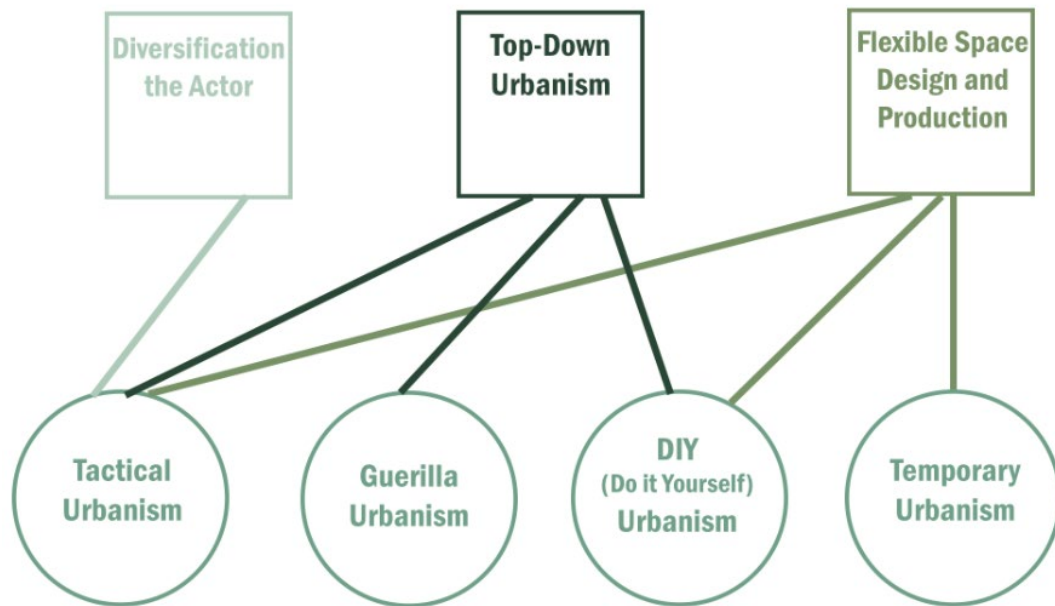 Diversification
the Actor
Top-Down
Urbanism
Flexible Space
Design and
Production
Tactical
Urbanism
Guerilla
Urbanism
DIY
(Do it Yourself)
Urbanism
Temporary
Urbanism